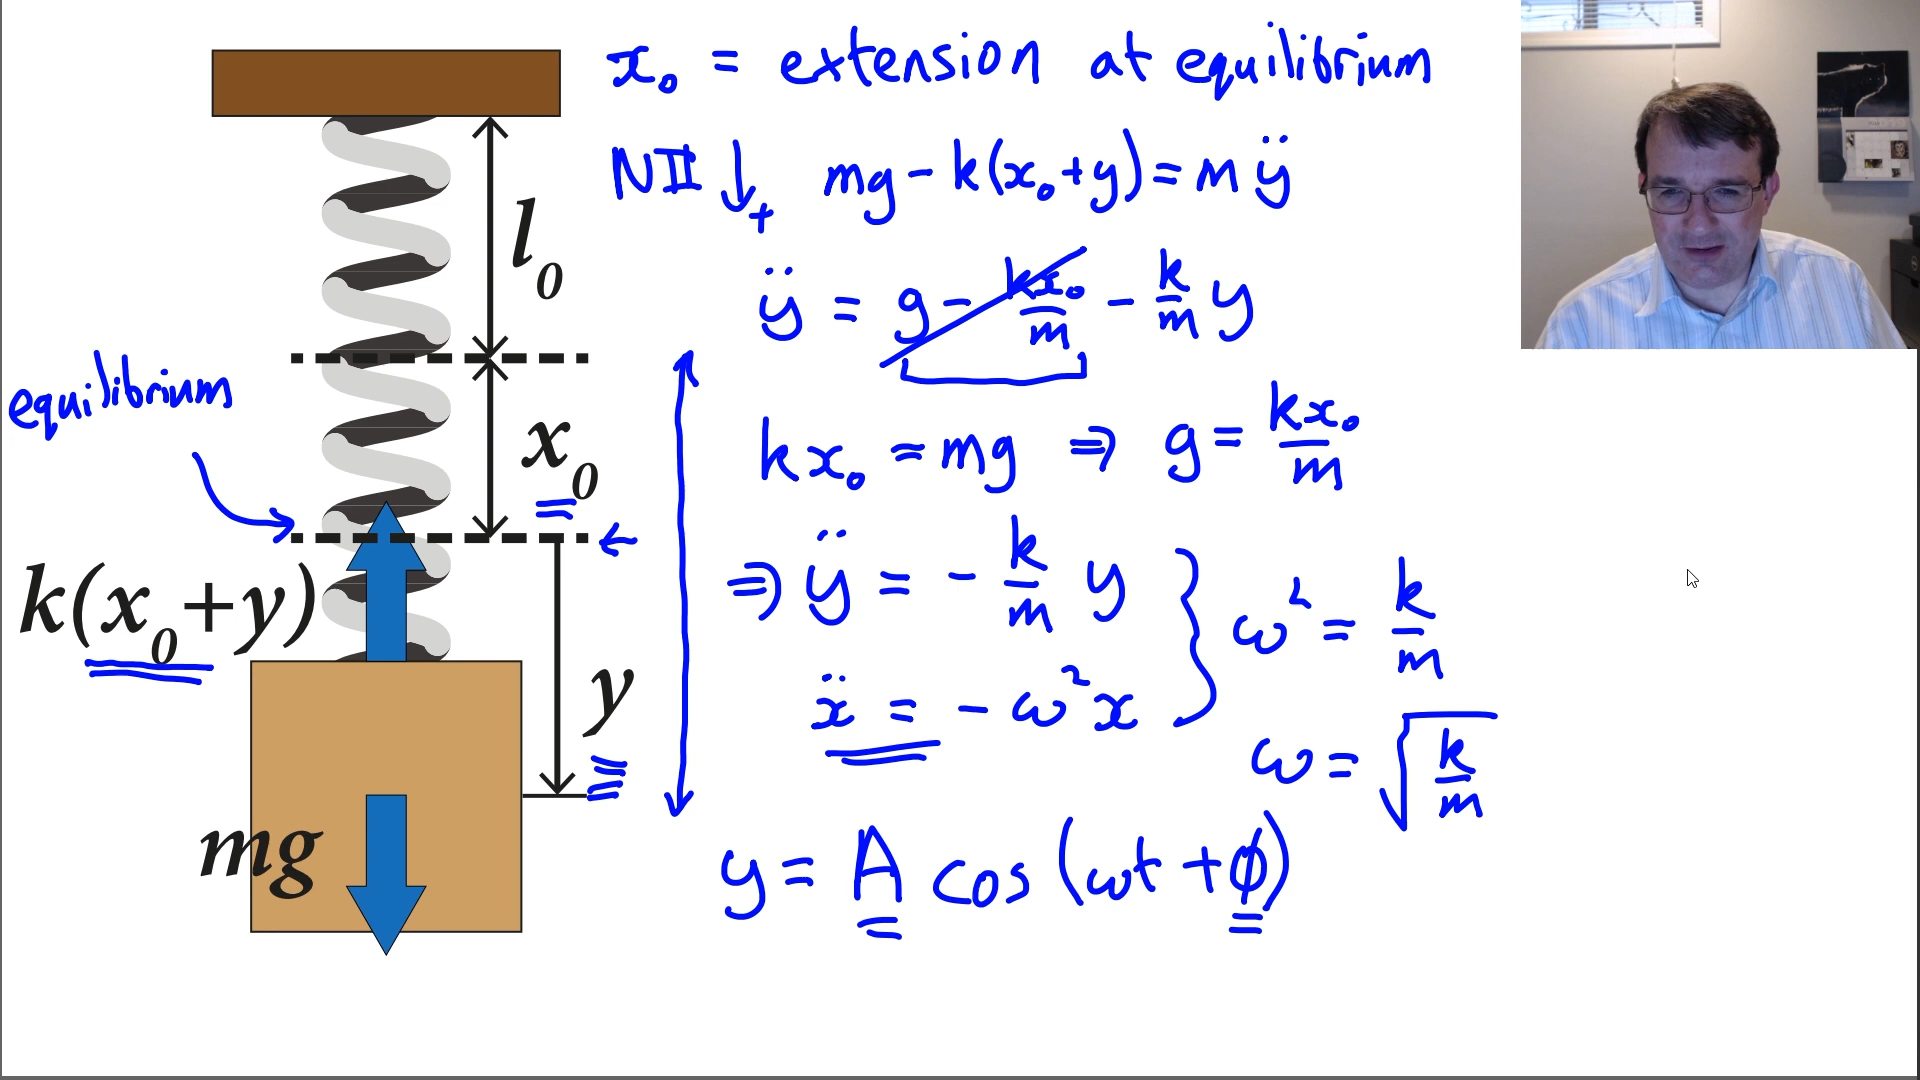 x₀ = extension at equilibrium
NII ↓+ mg - k(x₀+y) = mÿ
l₀
ÿ = g - kx₀/m - k/m y
equilibrium
x₀
kx₀ = mg ⇒ g = kx₀/m
k(x₀+y)
⇒ ÿ = - k/m y
ω² = k/m
y
ẍ = - ω²x
ω = √(k/m)
mg
y = A cos (ωt + φ)